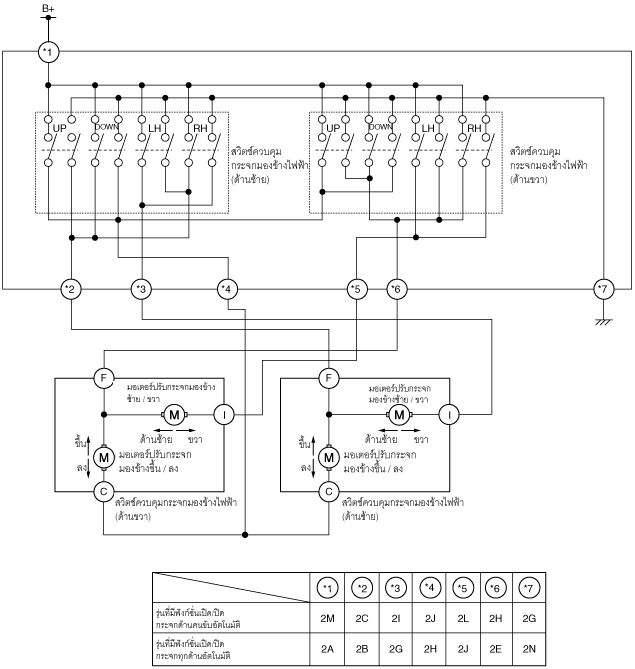 B+
*1
UP DOWN LH RH
UP DOWN LH RH
สวิตช์ควบคุม
กระจกมองข้างไฟฟ้า
(ด้านซ้าย)
สวิตช์ควบคุม
กระจกมองข้างไฟฟ้า
(ด้านขวา)
*2 *3 *4 *5 *6 *7
F
มอเตอร์ปรับกระจกมองข้าง
ซ้าย / ขวา
M
I
ด้านซ้าย ขวา
ขึ้น
ลง
M
มอเตอร์ปรับกระจก
มองข้างขึ้น / ลง
C
สวิตช์ควบคุมกระจกมองข้างไฟฟ้า
(ด้านขวา)
F
มอเตอร์ปรับกระจก
มองข้างซ้าย / ขวา
M
I
ด้านซ้าย ขวา
ขึ้น
ลง
M
มอเตอร์ปรับกระจก
มองข้างขึ้น / ลง
C
สวิตช์ควบคุมกระจกมองข้างไฟฟ้า
(ด้านซ้าย)
*1 *2 *3 *4 *5 *6 *7
รุ่นที่มีฟังก์ชั่นเปิด/ปิด
กระจกด้านคนขับอัตโนมัติ
2M 2C 2I 2J 2L 2H 2G
รุ่นที่มีฟังก์ชั่นเปิด/ปิด
กระจกทุกด้านอัตโนมัติ
2A 2B 2G 2H 2J 2E 2N